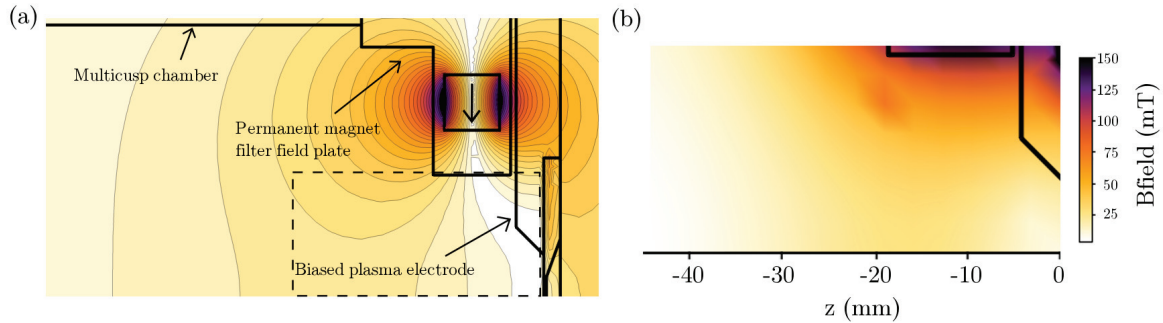 (a)
Multicusp chamber
Permanent magnet
filter field plate
Biased plasma electrode
(b)
150
125
100
75
50
25
Bfield (mT)
-40 -30 -20 -10 0
z (mm)